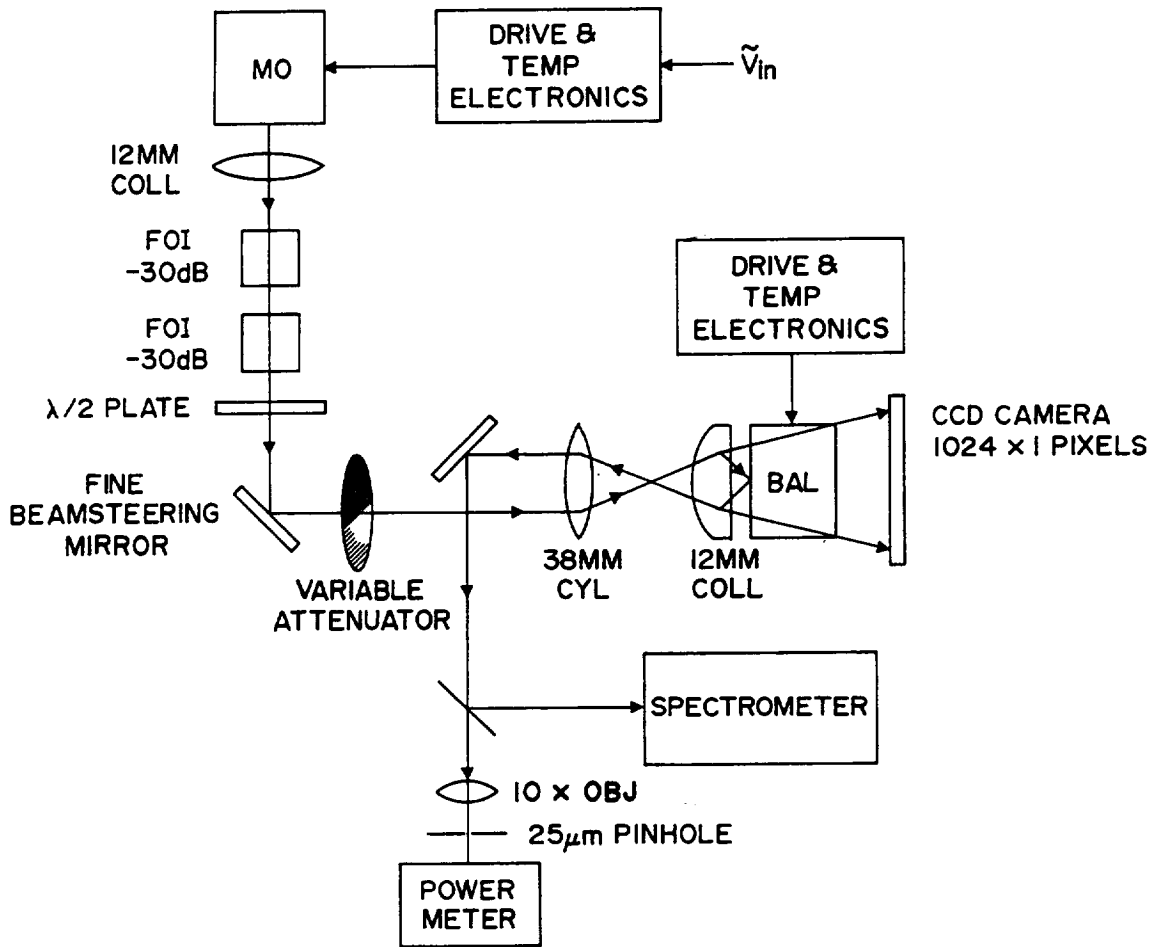 MO
DRIVE &
TEMP
ELECTRONICS
Ṽin
12MM
COLL
FOI
-30dB
FOI
-30dB
λ/2 PLATE
FINE
BEAMSTEERING
MIRROR
VARIABLE
ATTENUATOR
38MM
CYL
12MM
COLL
DRIVE &
TEMP
ELECTRONICS
BAL
CCD CAMERA
1024 x 1 PIXELS
SPECTROMETER
10 x OBJ
25μm PINHOLE
POWER
METER